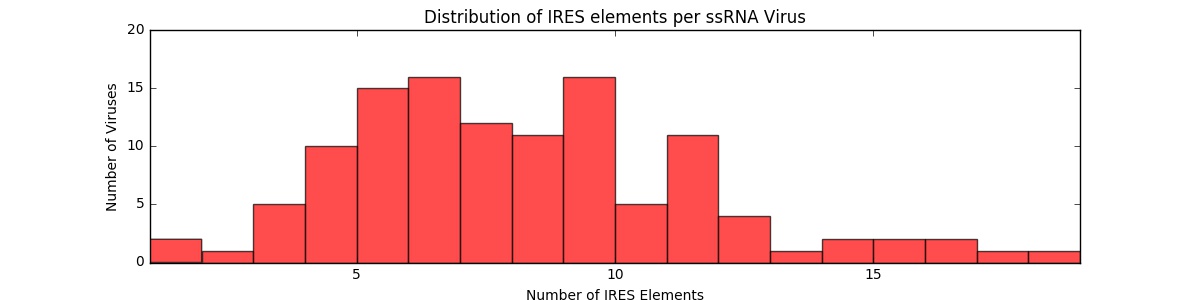 Distribution of IRES elements per ssRNA Virus
20
15
10
5
0
Number of Viruses
5 10 15
Number of IRES Elements